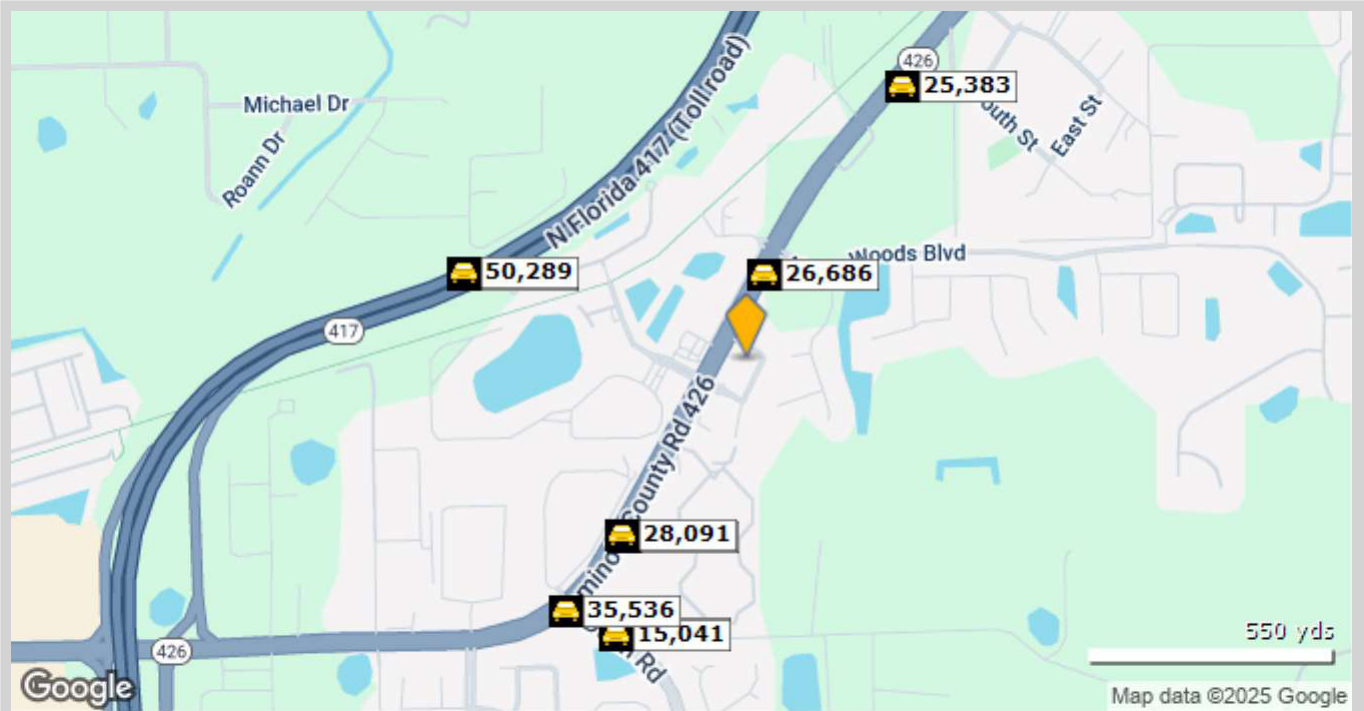 N Florida 417 (Toll road)
426
25,383
Michael Dr
East St
Roann Dr
Woods Blvd
50,289
26,686
417
County Rd 426
28,091
35,536
15,041
Rd
550 yds
426
Google
Map data ©2025 Google